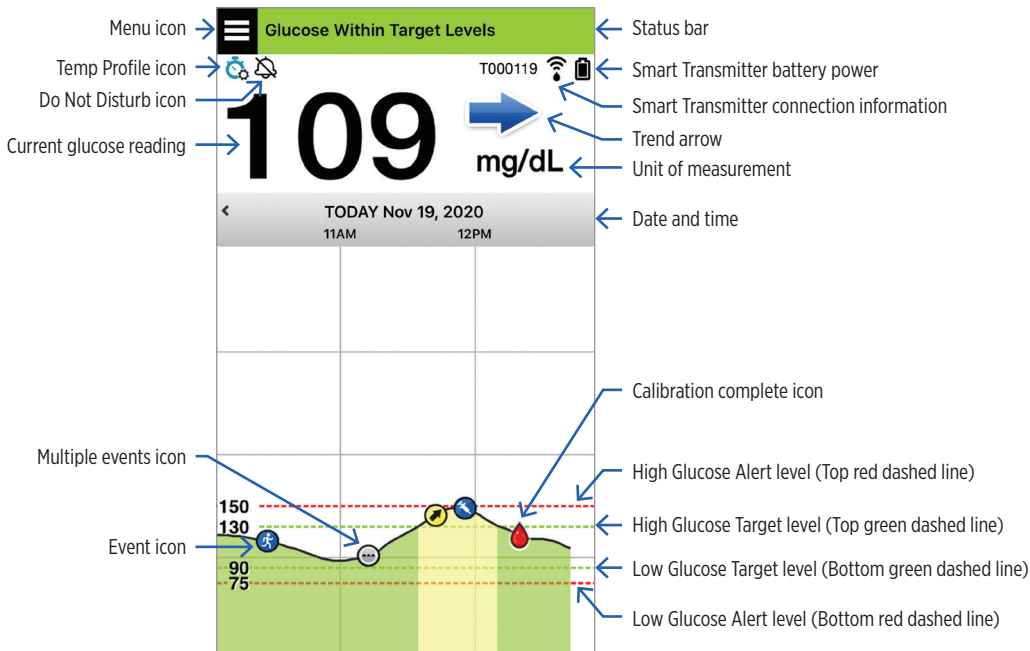 Menu icon
Glucose Within Target Levels
Status bar
Temp Profile icon
T000119
Smart Transmitter battery power
Do Not Disturb icon
Smart Transmitter connection information
109
Trend arrow
Current glucose reading
mg/dL
Unit of measurement
TODAY Nov 19, 2020
Date and time
11AM 12PM
Calibration complete icon
Multiple events icon
High Glucose Alert level (Top red dashed line)
150
130
High Glucose Target level (Top green dashed line)
Event icon
90
Low Glucose Target level (Bottom green dashed line)
75
Low Glucose Alert level (Bottom red dashed line)